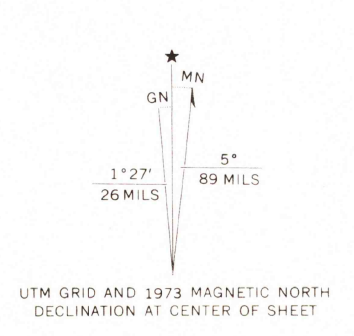 ★
MN
GN
5°
89 MILS
1°27′
26 MILS
UTM GRID AND 1973 MAGNETIC NORTH
DECLINATION AT CENTER OF SHEET